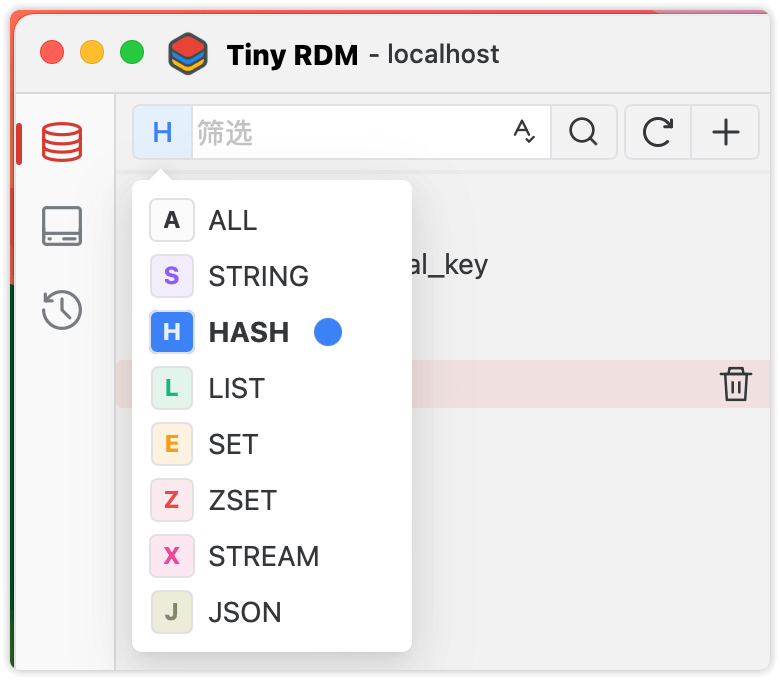 Tiny RDM - localhost
H 筛选
A ALL
S STRING
al_key
H HASH
L LIST
E SET
Z ZSET
X STREAM
J JSON